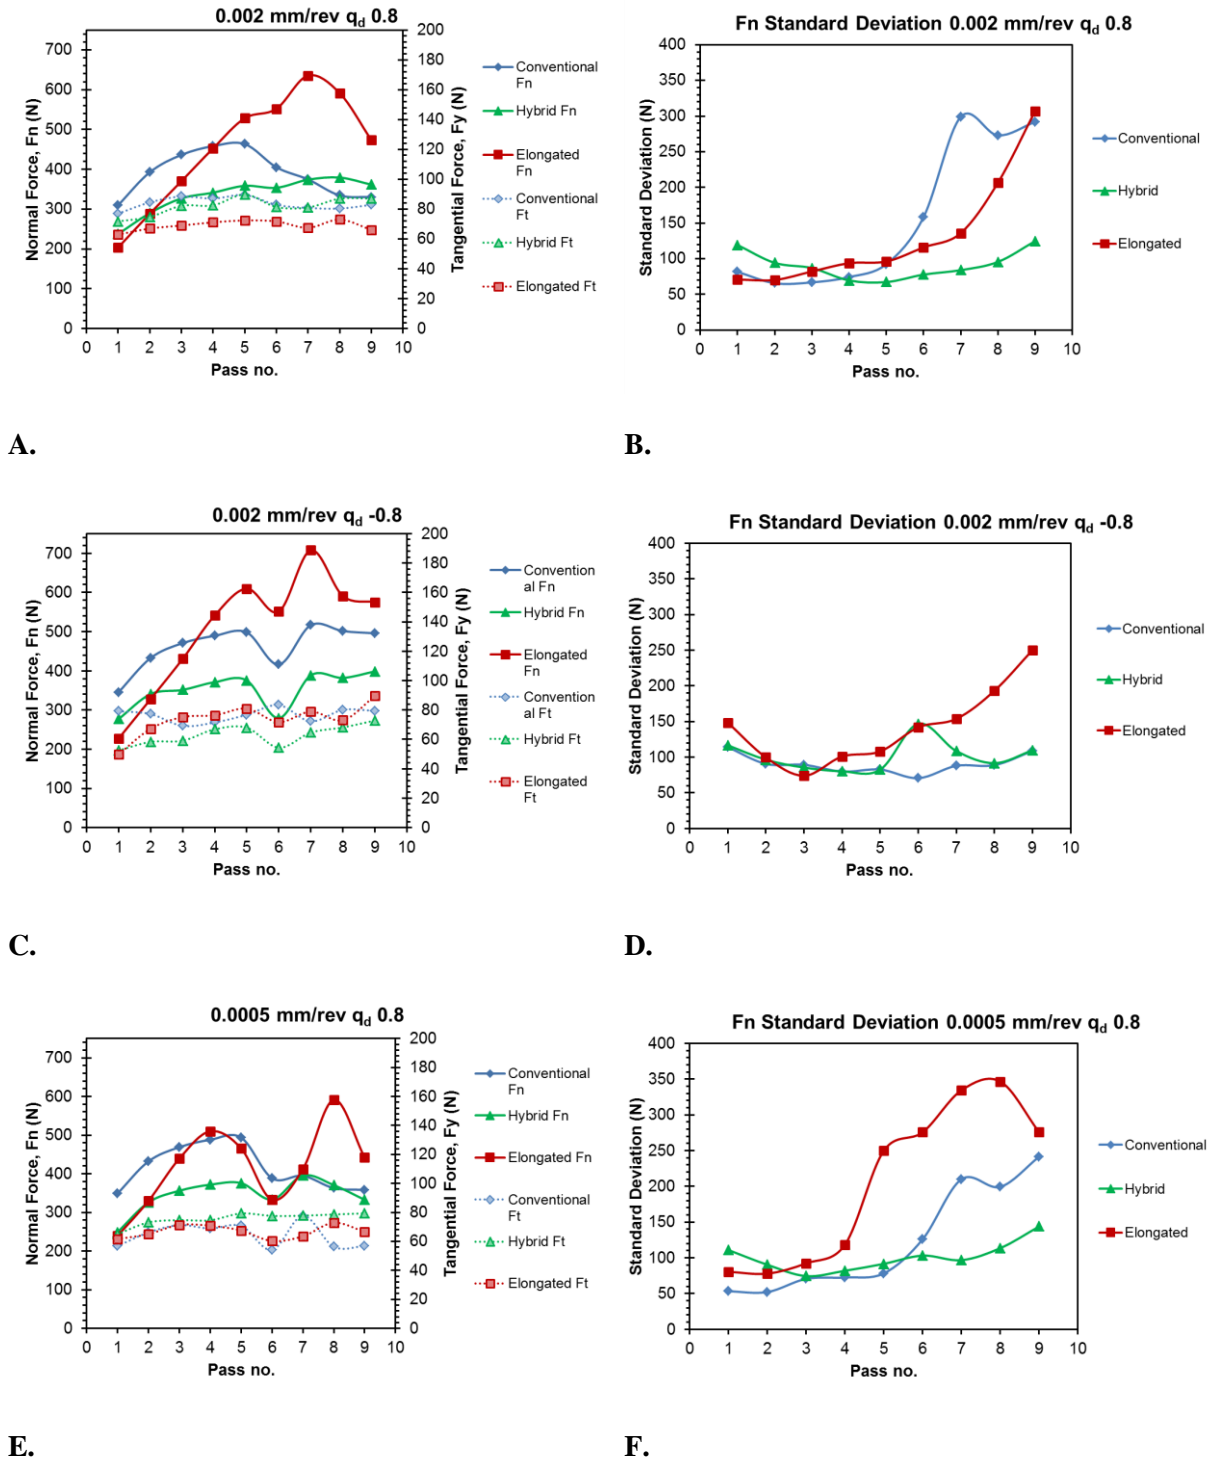 0.002 mm/rev qd 0.8
Normal Force, Fn (N)
700
600
500
400
300
200
100
0
200
180
160
140
120
100
80
60
40
20
0
Tangential Force, Fy (N)
0 1 2 3 4 5 6 7 8 9 10
Pass no.
Conventional
Fn
Hybrid Fn
Elongated
Fn
Conventional
Ft
Hybrid Ft
Elongated Ft
A.
Fn Standard Deviation 0.002 mm/rev qd 0.8
Standard Deviation (N)
400
350
300
250
200
150
100
50
0
0 1 2 3 4 5 6 7 8 9 10
Pass no.
Conventional
Hybrid
Elongated
B.
0.002 mm/rev qd -0.8
Normal Force, Fn (N)
700
600
500
400
300
200
100
0
200
180
160
140
120
100
80
60
40
20
0
Tangential Force, Fy (N)
0 1 2 3 4 5 6 7 8 9 10
Pass no.
Convention
al Fn
Hybrid Fn
Elongated
Fn
Convention
al Ft
Hybrid Ft
Elongated
Ft
C.
Fn Standard Deviation 0.002 mm/rev qd -0.8
Standard Deviation (N)
400
350
300
250
200
150
100
50
0
0 1 2 3 4 5 6 7 8 9 10
Pass no.
Conventional
Hybrid
Elongated
D.
0.0005 mm/rev qd 0.8
Normal Force, Fn (N)
700
600
500
400
300
200
100
0
200
180
160
140
120
100
80
60
40
20
0
Tangential Force, Fy (N)
0 1 2 3 4 5 6 7 8 9 10
Pass no.
Conventional
Fn
Hybrid Fn
Elongated Fn
Conventional
Ft
Hybrid Ft
Elongated Ft
E.
Fn Standard Deviation 0.0005 mm/rev qd 0.8
Standard Deviation (N)
400
350
300
250
200
150
100
50
0
0 1 2 3 4 5 6 7 8 9 10
Pass no.
Conventional
Hybrid
Elongated
F.